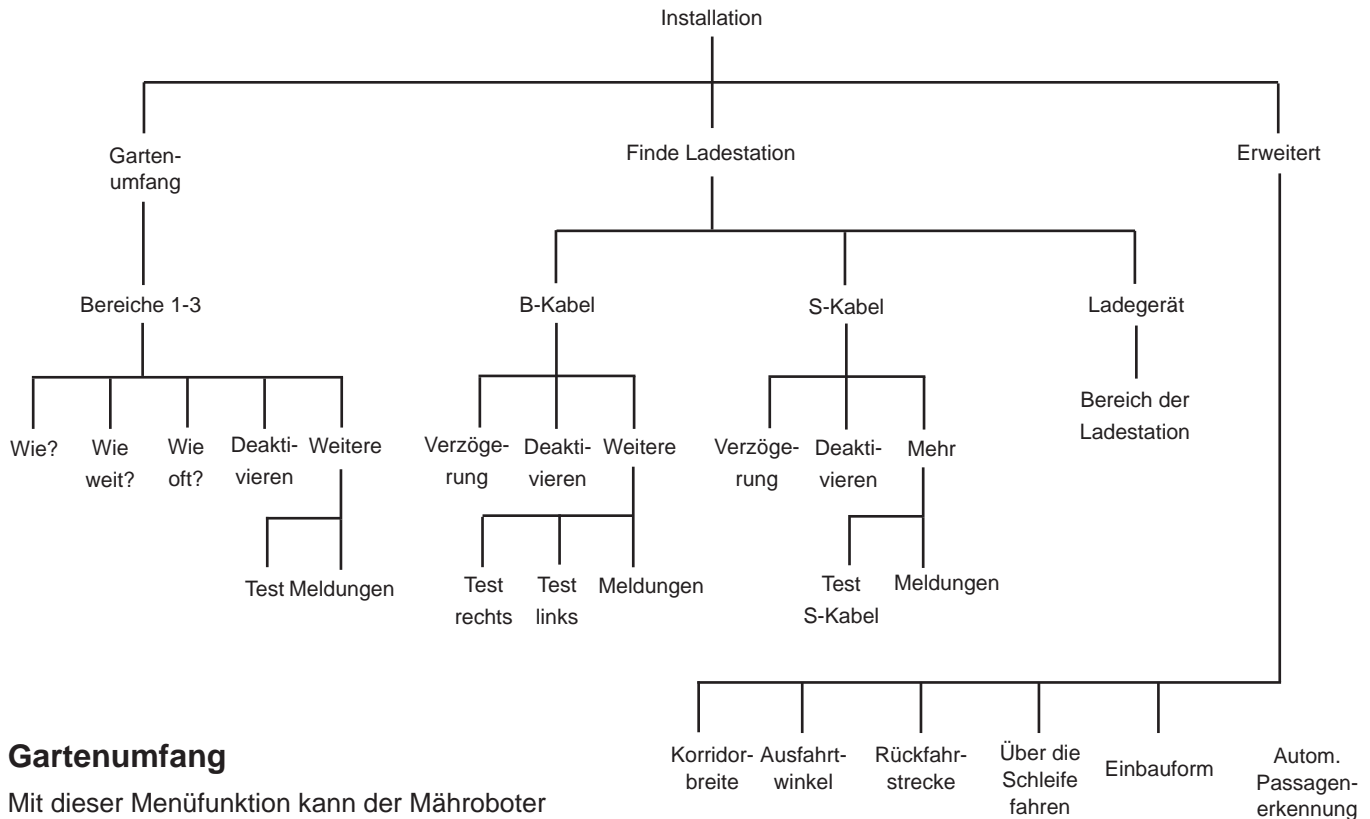 Installation
Garten-
umfang
Finde Ladestation
Erweitert
Bereiche 1-3
B-Kabel
S-Kabel
Ladegerät
Bereich der
Ladestation
Wie?
Wie
weit?
Wie
oft?
Deakti-
vieren
Weitere
Verzöge-
rung
Deakti-
vieren
Weitere
Verzöge-
rung
Deakti-
vieren
Mehr
Test
Meldungen
Test
rechts
Test
links
Meldungen
Test
S-Kabel
Meldungen
Korridor-
breite
Ausfahrt-
winkel
Rückfahr-
strecke
Über die
Schleife
fahren
Einbauform
Autom.
Passagen-
erkennung
Gartenumfang
Mit dieser Menüfunktion kann der Mähroboter